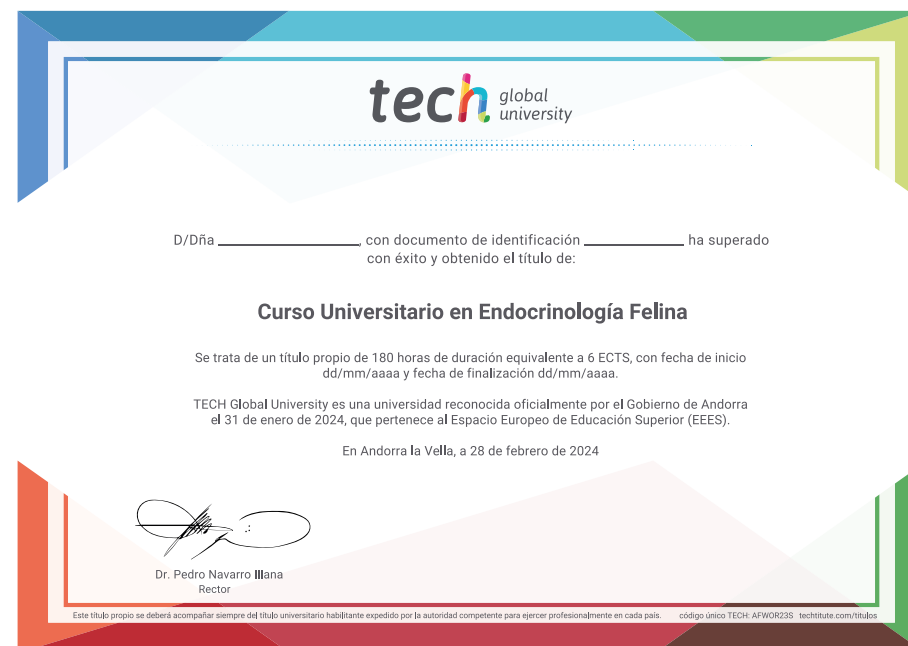 tech global university
D/Dña ____________, con documento de identificación ____________ ha superado
con éxito y obtenido el título de:
Curso Universitario en Endocrinología Felina
Se trata de un título propio de 180 horas de duración equivalente a 6 ECTS, con fecha de inicio
dd/mm/aaaa y fecha de finalización dd/mm/aaaa.
TECH Global University es una universidad reconocida oficialmente por el Gobierno de Andorra
el 31 de enero de 2024, que pertenece al Espacio Europeo de Educación Superior (EEES).
En Andorra la Vella, a 28 de febrero de 2024
Dr. Pedro Navarro Illana
Rector
Este título propio se deberá acompañar siempre del título universitario habilitante expedido por la autoridad competente para ejercer profesionalmente en cada país. código único TECH: AFWOR23S techtitute.com/titulos